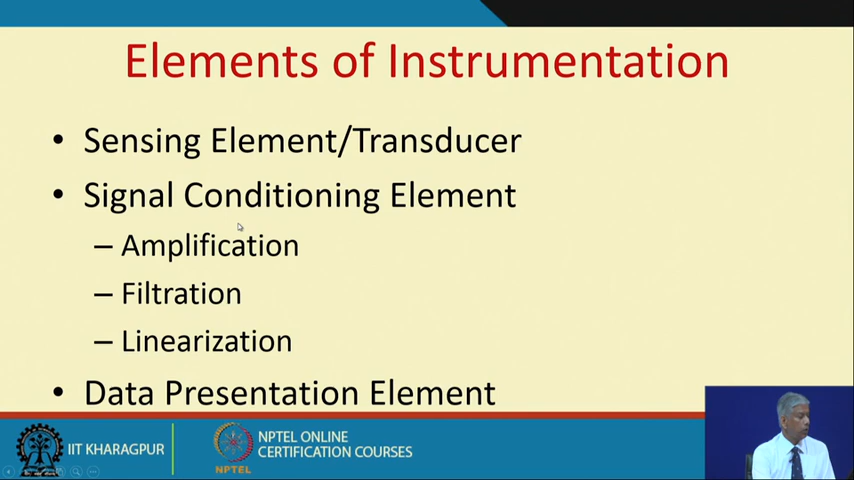 Elements of Instrumentation
• Sensing Element/Transducer
• Signal Conditioning Element
– Amplification
– Filtration
– Linearization
• Data Presentation Element
IIT KHARAGPUR
NPTEL
NPTEL ONLINE
CERTIFICATION COURSES